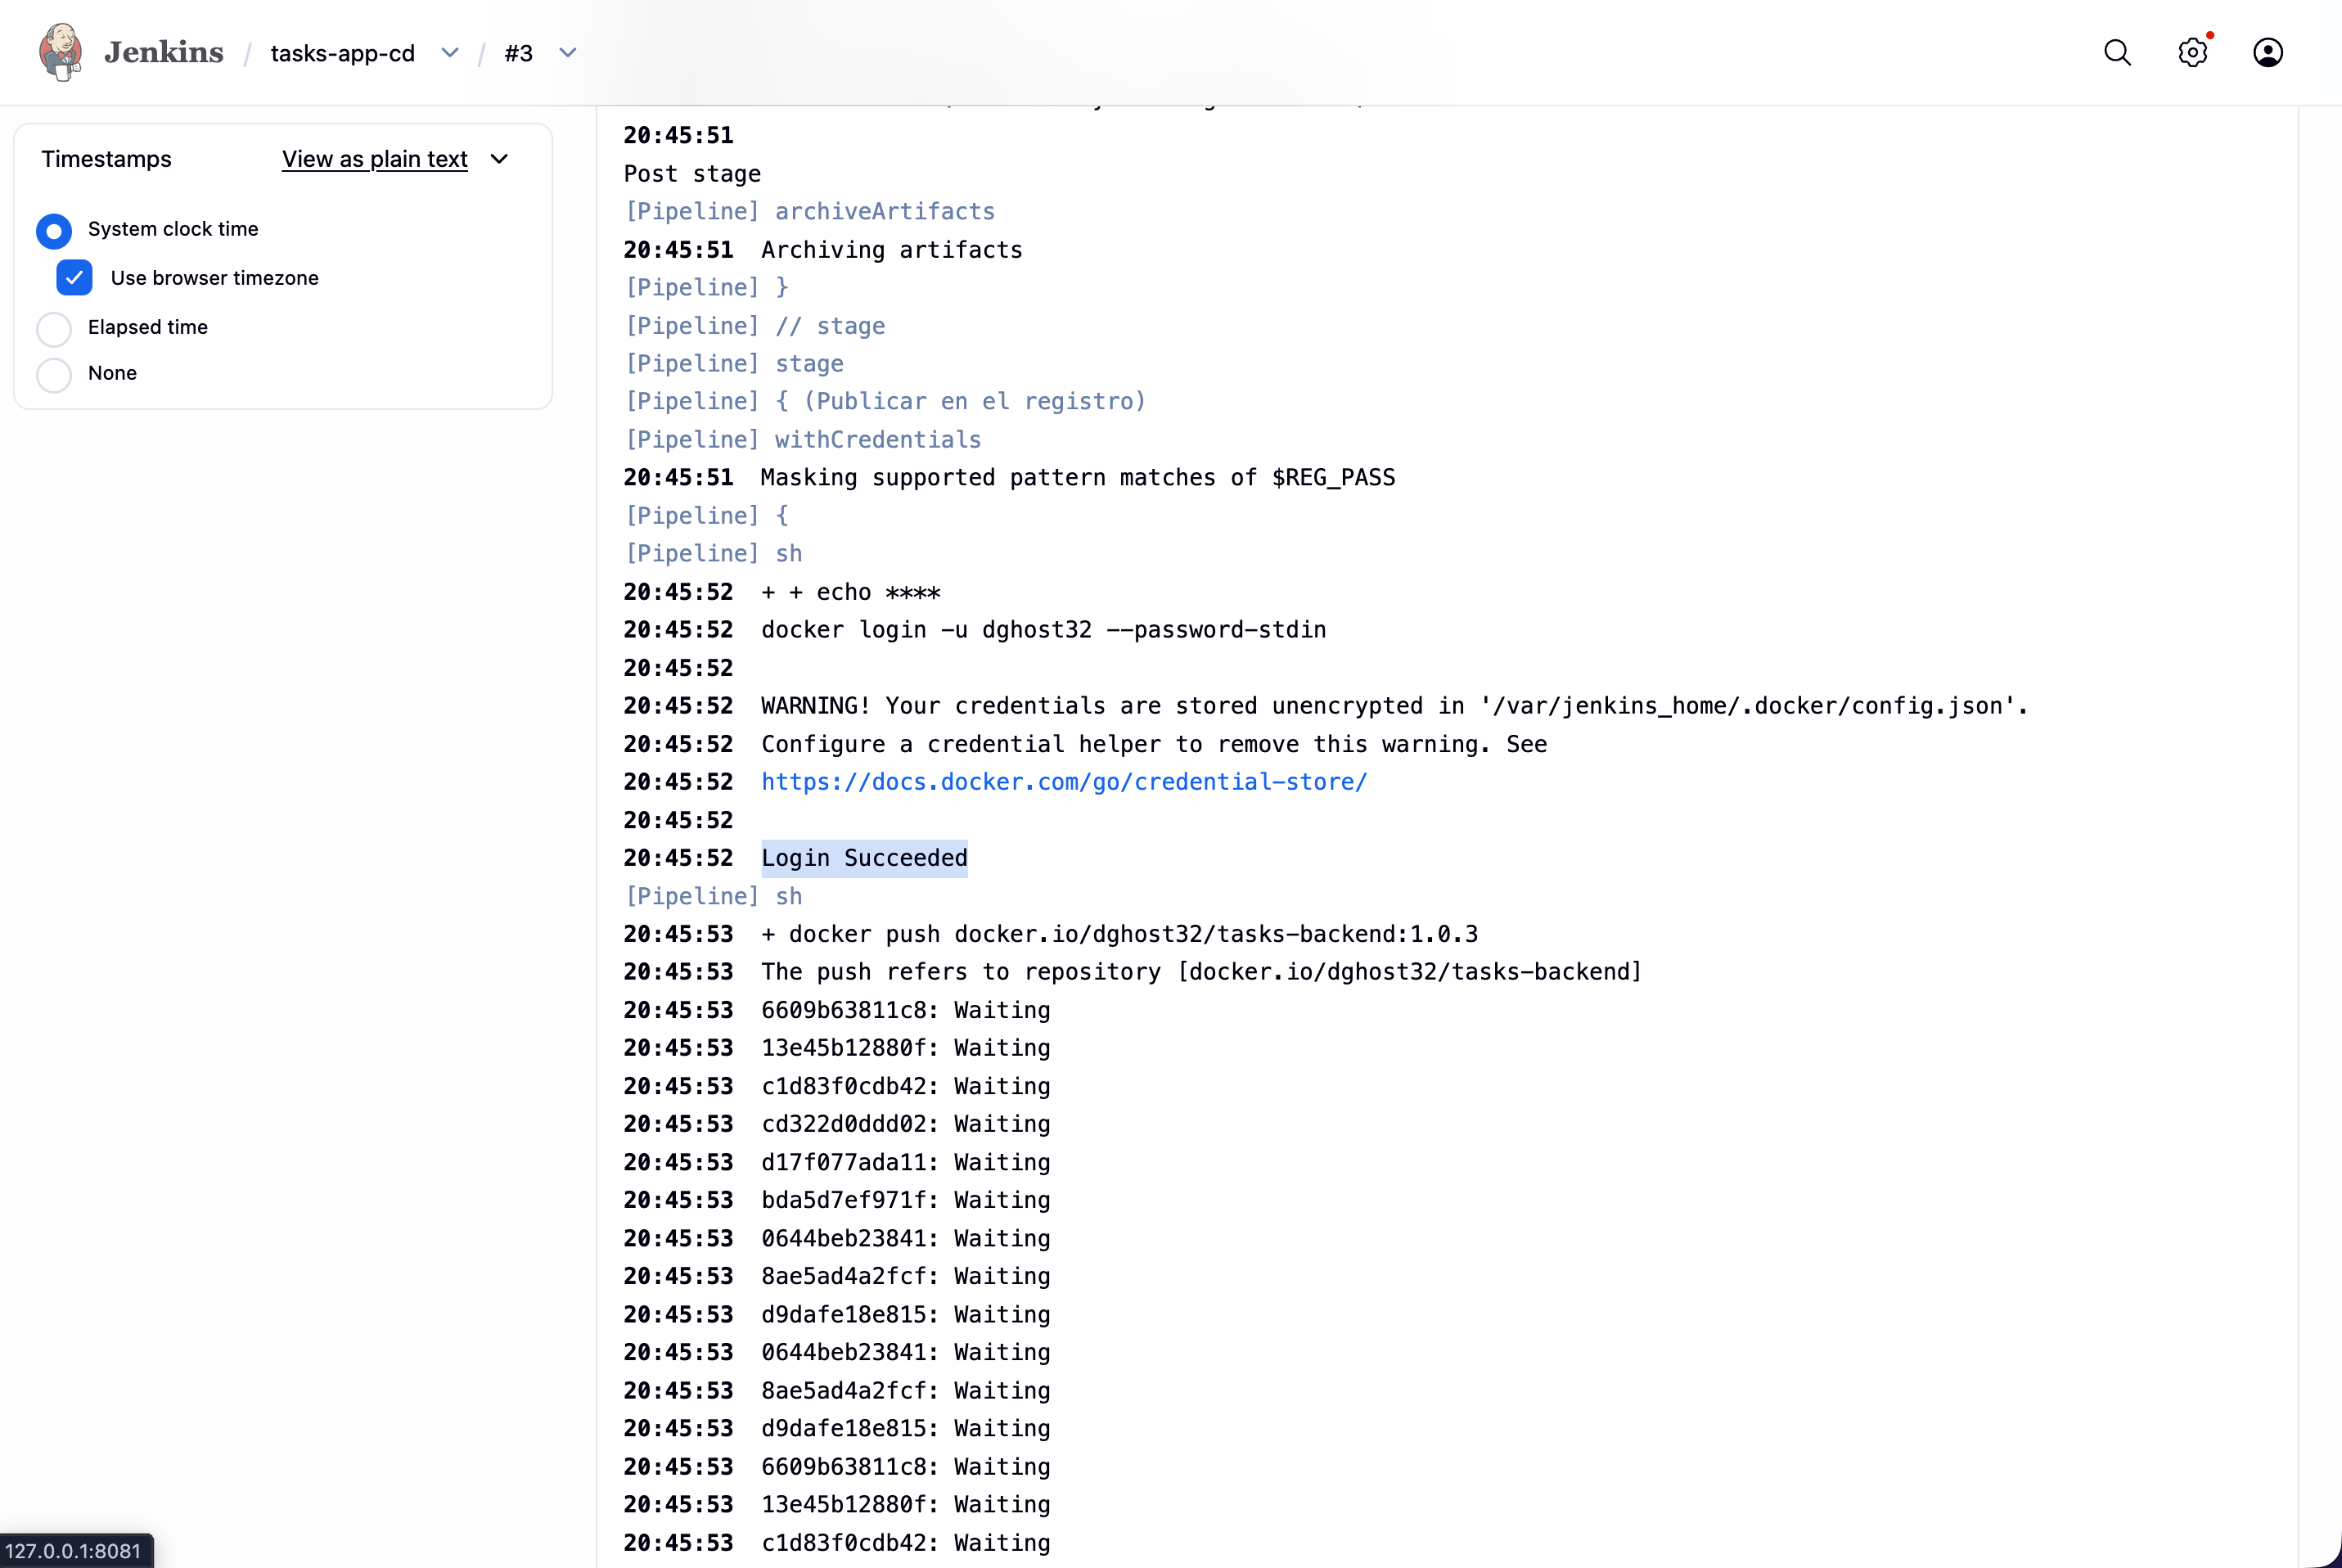 Jenkins / tasks-app-cd / #3
Timestamps View as plain text
System clock time
Use browser timezone
Elapsed time
None
20:45:51
Post stage
[Pipeline] archiveArtifacts
20:45:51 Archiving artifacts
[Pipeline] }
[Pipeline] // stage
[Pipeline] stage
[Pipeline] { (Publicar en el registro)
[Pipeline] withCredentials
20:45:51 Masking supported pattern matches of $REG_PASS
[Pipeline] {
[Pipeline] sh
20:45:52 + + echo ****
20:45:52 docker login -u dghost32 --password-stdin
20:45:52
20:45:52 WARNING! Your credentials are stored unencrypted in '/var/jenkins_home/.docker/config.json'.
20:45:52 Configure a credential helper to remove this warning. See
20:45:52 https://docs.docker.com/go/credential-store/
20:45:52
20:45:52 Login Succeeded
[Pipeline] sh
20:45:53 + docker push docker.io/dghost32/tasks-backend:1.0.3
20:45:53 The push refers to repository [docker.io/dghost32/tasks-backend]
20:45:53 6609b63811c8: Waiting
20:45:53 13e45b12880f: Waiting
20:45:53 c1d83f0cdb42: Waiting
20:45:53 cd322d0ddd02: Waiting
20:45:53 d17f077ada11: Waiting
20:45:53 bda5d7ef971f: Waiting
20:45:53 0644beb23841: Waiting
20:45:53 8ae5ad4a2fcf: Waiting
20:45:53 d9dafe18e815: Waiting
20:45:53 0644beb23841: Waiting
20:45:53 8ae5ad4a2fcf: Waiting
20:45:53 d9dafe18e815: Waiting
20:45:53 6609b63811c8: Waiting
20:45:53 13e45b12880f: Waiting
20:45:53 c1d83f0cdb42: Waiting
127.0.0.1:8081